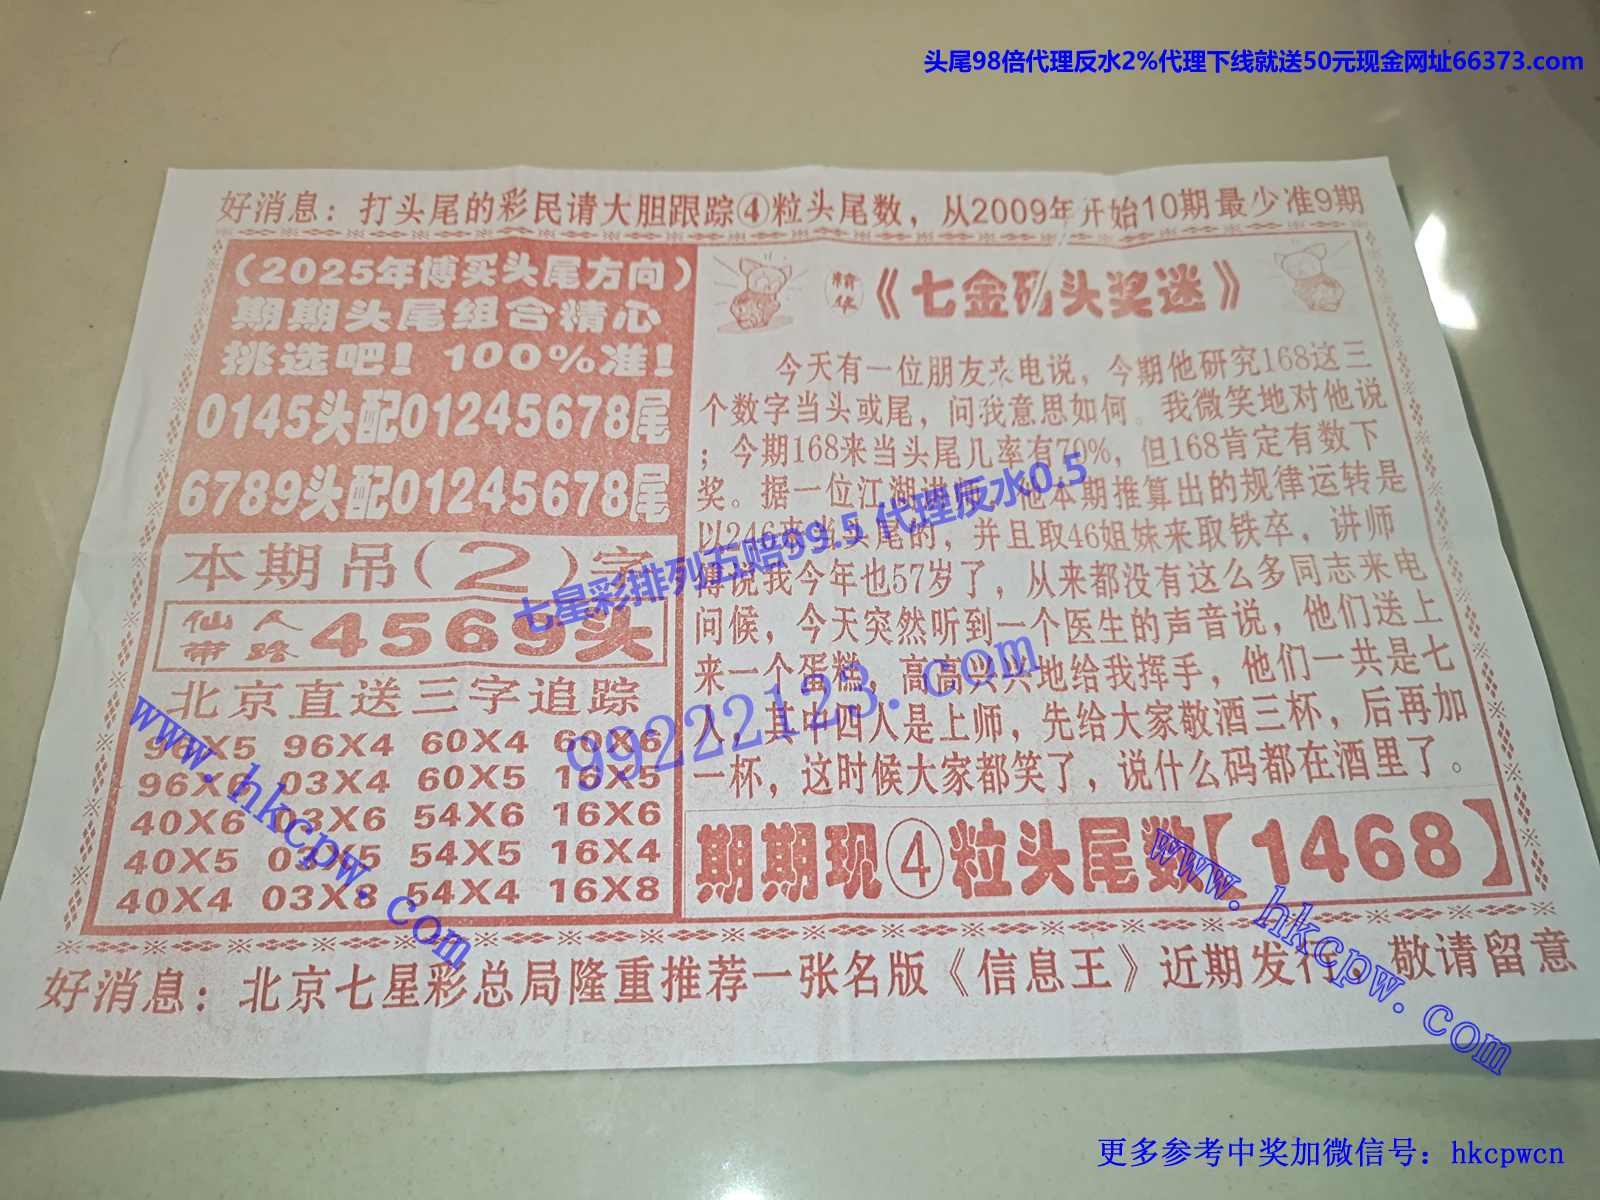 头尾98倍代理反水2%代理下线就送50元现金网址66373.com
好消息：打头尾的彩民请大胆跟踪④粒头尾数，从2009年开始10期最少准9期
（2025年博买头尾方向）
期期头尾组合精心
挑选吧！100%准！
0145头配01245678尾
6789头配01245678尾
本期吊（2）字
仙人
带路
4569头
北京直送三字追踪
96X5 96X4 60X4 60X6
96X6 03X4 60X5 16X5
40X6 03X6 54X6 16X6
40X5 03X5 54X5 16X4
40X4 03X8 54X4 16X8
精华
《七金码头奖迷》
今天有一位朋友来电说，今期他研究168这三
个数字当头或尾，问我意思如何。我微笑地对他说
；今期168来当头尾几率有70%，但168肯定有数下
奖。据一位江湖讲师 他本期推算出的规律运转是
以246来当头尾的，并且取46姐妹来取铁卒，讲师
傅说我今年也57岁了，从来都没有这么多同志来电
问候，今天突然听到一个医生的声音说，他们送上
来一个蛋糕，高高兴兴地给我挥手，他们一共是七
人，其中四人是上师，先给大家敬酒三杯，后再加
一杯，这时候大家都笑了，说什么码都在酒里了。
期期现④粒头尾数【1468】
好消息：北京七星彩总局隆重推荐一张名版《信息王》近期发行，敬请留意
七星彩排列五赔99.5 代理反水0.5
99222123.com
www.hkcpw.com
www.hkcpw.com
更多参考中奖加微信号：hkcpwcn